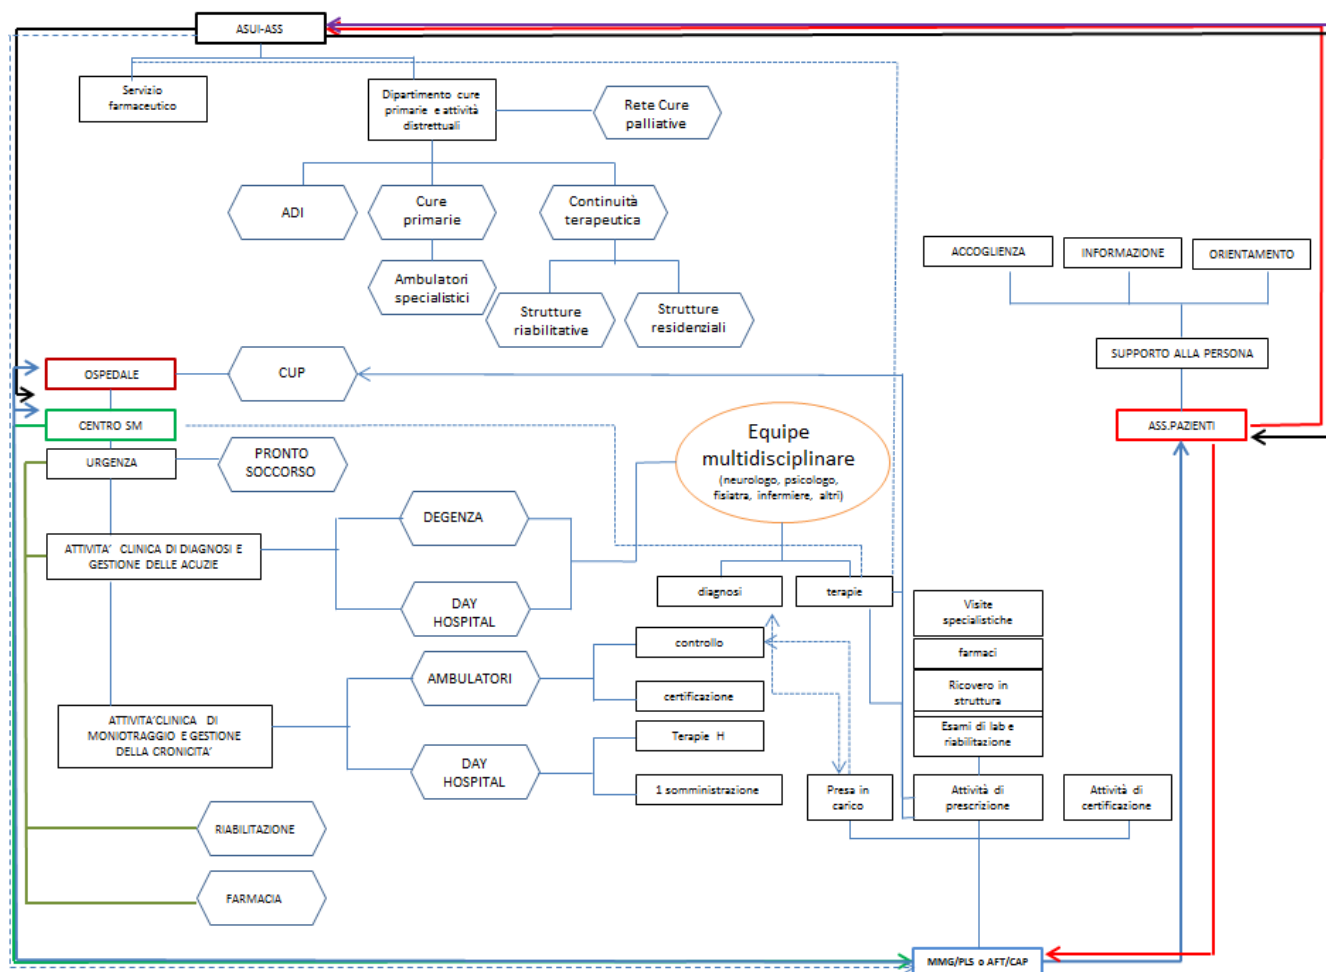 ASUI-ASS
Servizio
farmaceutico
Dipartimento cure
primarie e attività
distrettuali
Rete Cure
palliative
ADI
Cure
primarie
Continuità
terapeutica
Ambulatori
specialistici
Strutture
riabilitative
Strutture
residenziali
ACCOGLIENZA
INFORMAZIONE
ORIENTAMENTO
SUPPORTO ALLA PERSONA
OSPEDALE
CUP
CENTRO SM
ASS.PAZIENTI
URGENZA
PRONTO
SOCCORSO
Equipe
multidisciplinare
(neurologo, psicologo,
fisiatra, infermiere, altri)
DEGENZA
ATTIVITA' CLINICA DI DIAGNOSI E
GESTIONE DELLE ACUZIE
DAY
HOSPITAL
diagnosi
terapie
Visite
specialistiche
controllo
farmaci
AMBULATORI
certificazione
Ricovero in
struttura
ATTIVITA'CLINICA DI
MONIOTRAGGIO E GESTIONE
DELLA CRONICITA'
Terapie H
Esami di lab e
riabilitazione
DAY
HOSPITAL
1 somministrazione
Presa in
carico
Attività di
prescrizione
Attività di
certificazione
RIABILITAZIONE
FARMACIA
MMG/PLS o AFT/CAP